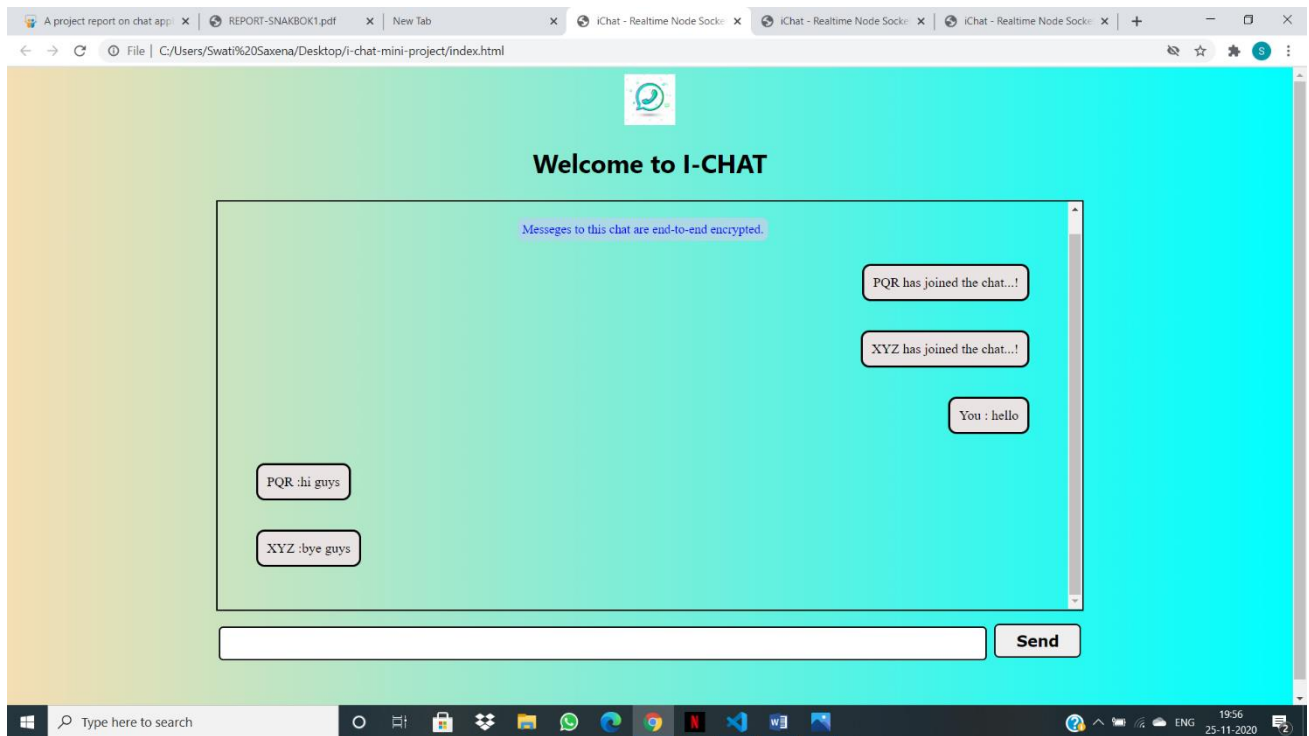 A project report on chat appl
REPORT-SNAKBOK1.pdf
New Tab
iChat - Realtime Node Socke
iChat - Realtime Node Socke
iChat - Realtime Node Socke
File | C:/Users/Swati%20Saxena/Desktop/i-chat-mini-project/index.html
S
Welcome to I-CHAT
Messeges to this chat are end-to-end encrypted.
PQR has joined the chat...!
XYZ has joined the chat...!
You : hello
PQR :hi guys
XYZ :bye guys
Send
Type here to search
ENG
19:56
25-11-2020
2